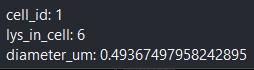 cell_id: 1
lys_in_cell: 6
diameter_um: 0.49367497958242895